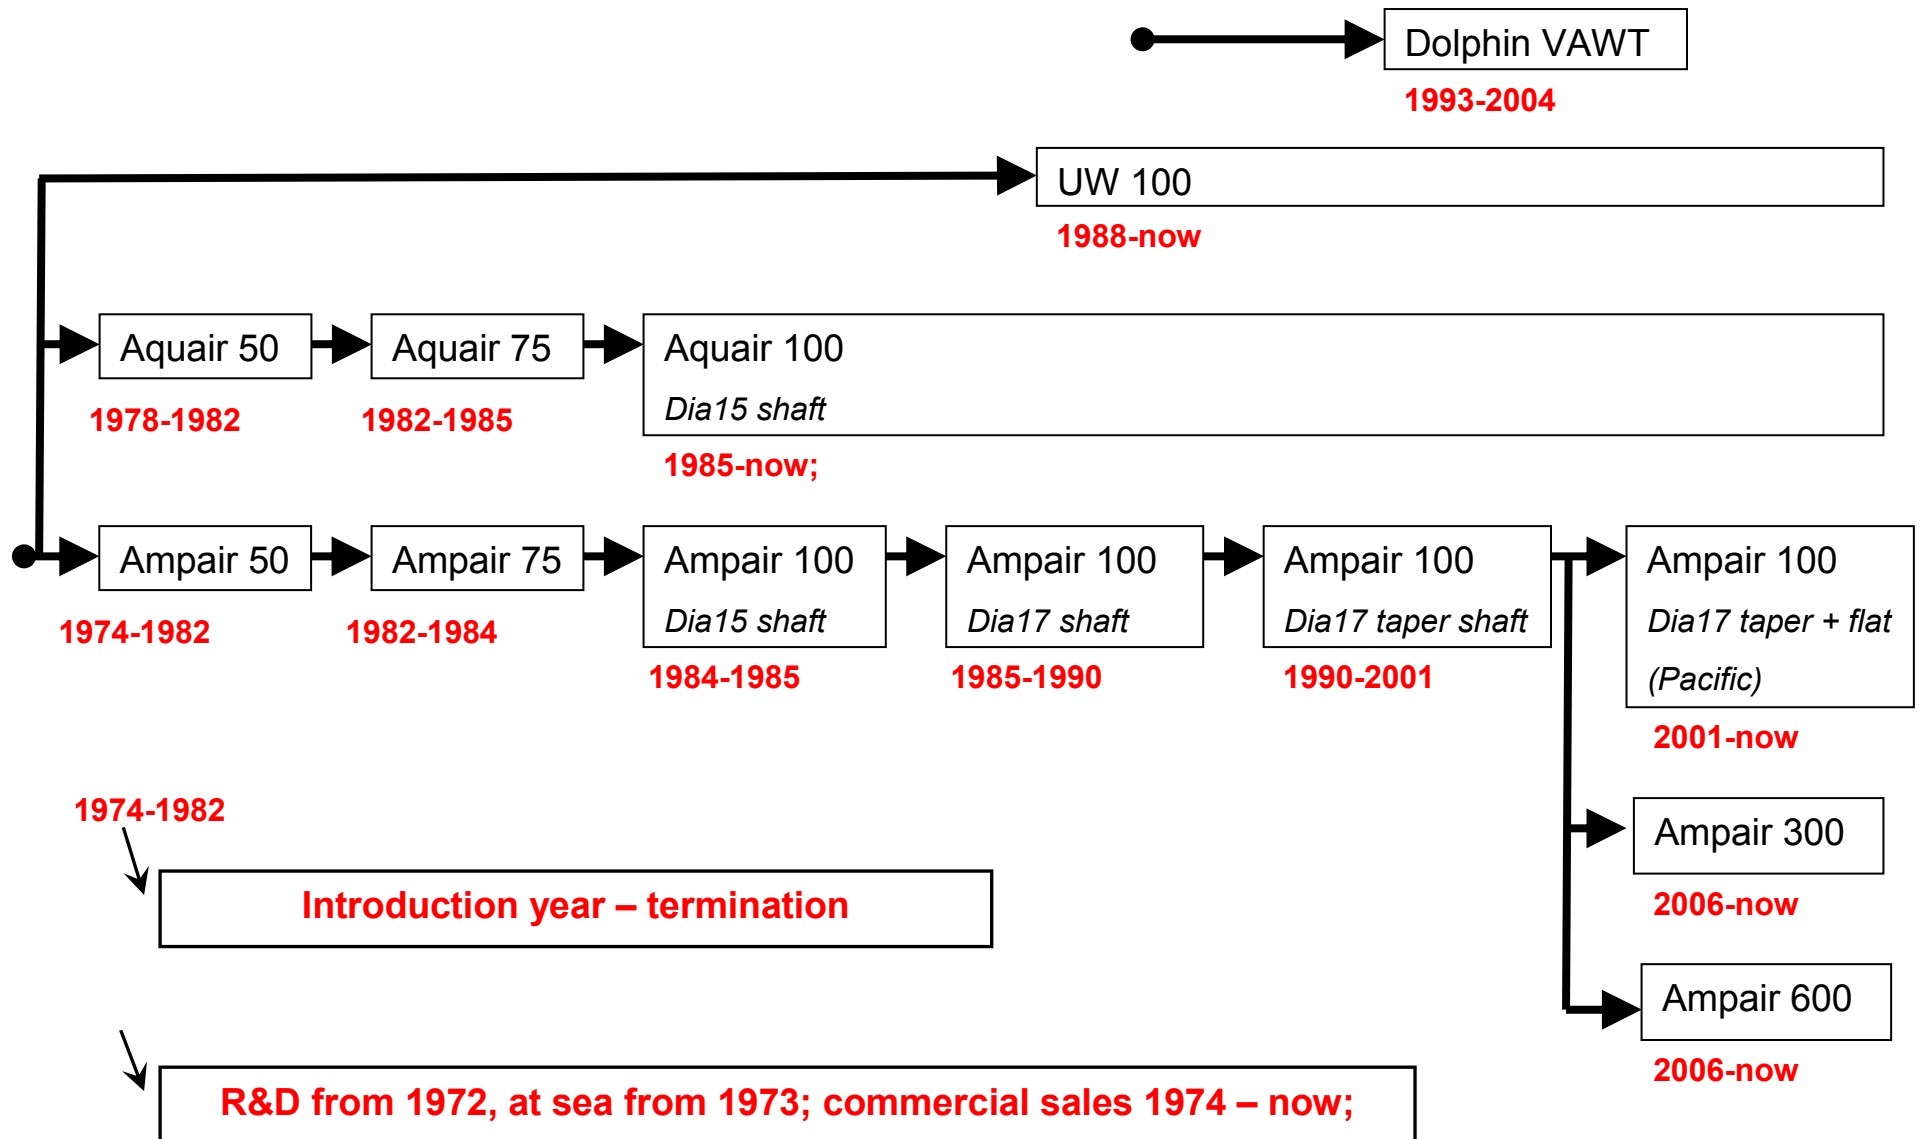 Dolphin VAWT
1993-2004
UW 100
1988-now
Aquair 50
1978-1982
Aquair 75
1982-1985
Aquair 100
Dia15 shaft
1985-now;
Ampair 50
1974-1982
Ampair 75
1982-1984
Ampair 100
Dia15 shaft
1984-1985
Ampair 100
Dia17 shaft
1985-1990
Ampair 100
Dia17 taper shaft
1990-2001
Ampair 100
Dia17 taper + flat
(Pacific)
2001-now
Ampair 300
2006-now
Ampair 600
2006-now
1974-1982
Introduction year – termination
R&D from 1972, at sea from 1973; commercial sales 1974 – now;